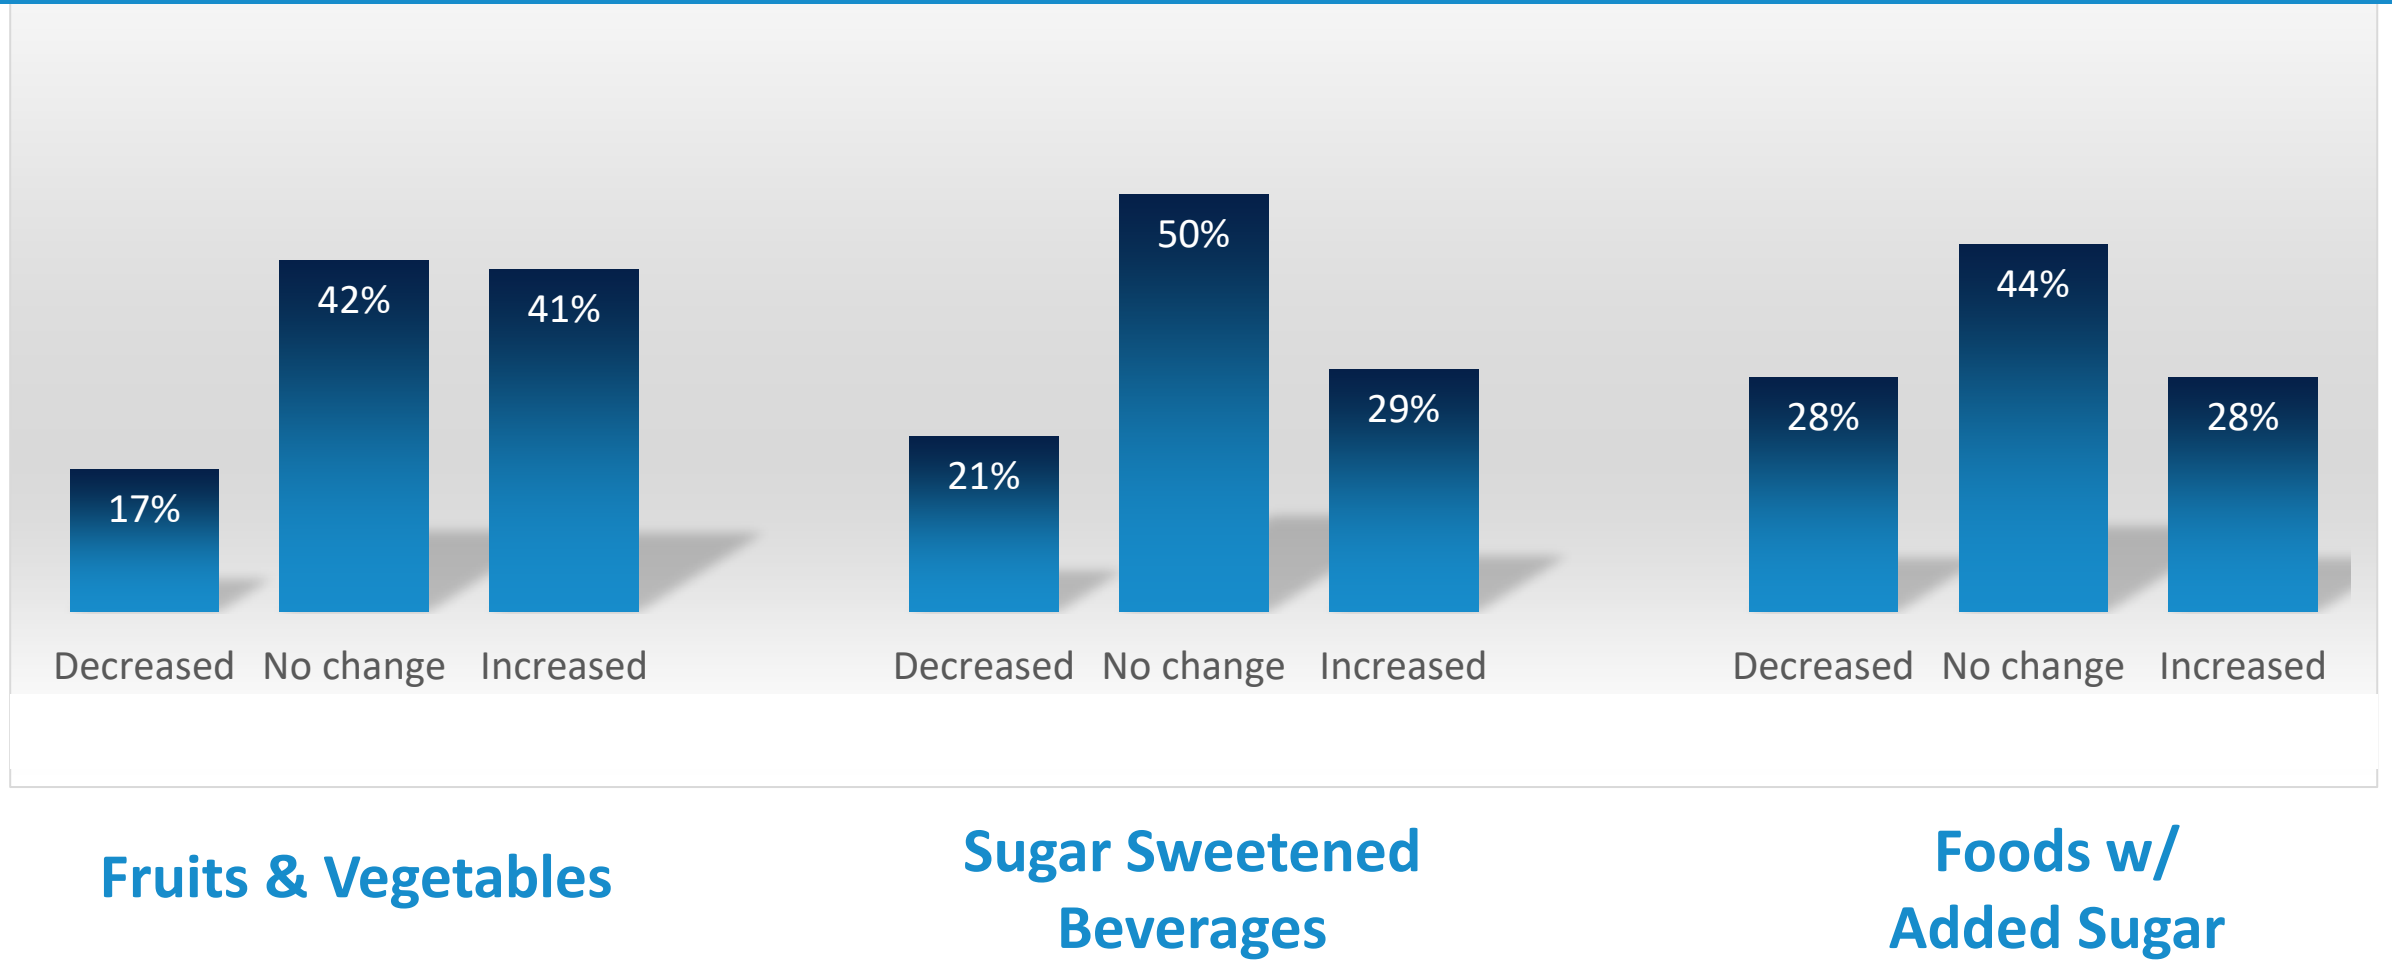 17%
42%
41%
Decreased No change Increased
21%
50%
29%
Decreased No change Increased
28%
44%
28%
Decreased No change Increased
Fruits & Vegetables
Sugar Sweetened
Beverages
Foods w/
Added Sugar